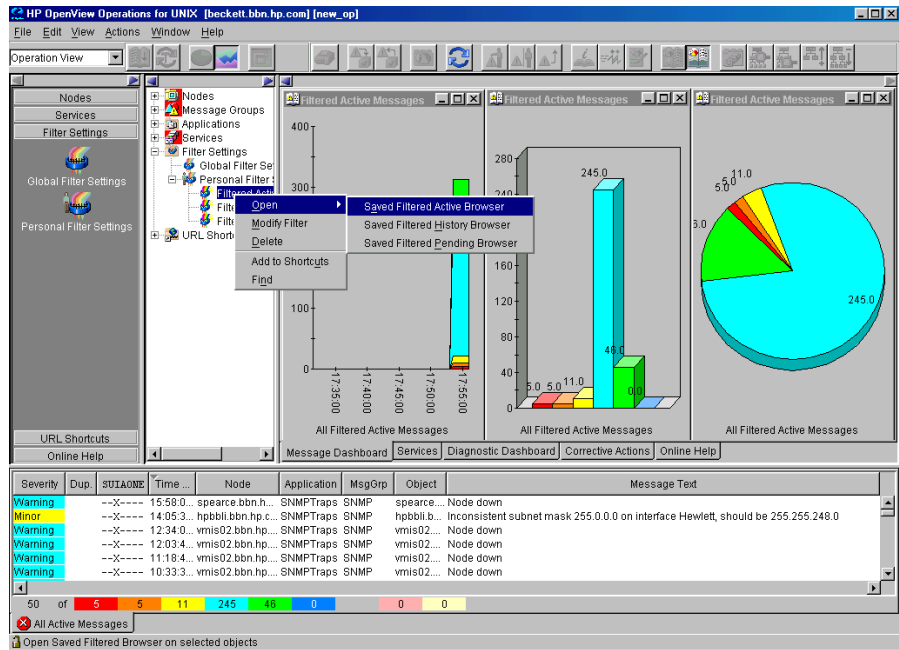 HP OpenView Operations for UNIX [beckett.bbn.hp.com] [new_op]
File Edit View Actions Window Help
Operation View
Nodes
Services
Filter Settings
Global Filter Settings
Personal Filter Settings
URL Shortcuts
Online Help
Nodes
Message Groups
Applications
Services
Filter Settings
Global Filter Se
Personal Filter
Filtered Acti
Filte
Filte
URL Short
Open
Modify Filter
Delete
Add to Shortcuts
Find
Saved Filtered Active Browser
Saved Filtered History Browser
Saved Filtered Pending Browser
Filtered Active Messages
400
300
100
0
17:35:00
17:40:00
17:45:00
17:50:00
17:55:00
All Filtered Active Messages
Filtered Active Messages
280
240
160
120
80
40
0
5.0 5.0 11.0
245.0
46.0
0.0
All Filtered Active Messages
Filtered Active Messages
5.0
11.0
245.0
All Filtered Active Messages
Message Dashboard Services Diagnostic Dashboard Corrective Actions Online Help
Severity Dup. SUIAONE Time ... Node Application MsgGrp Object Message Text
Warning --X---- 15:58:0... spearce.bbn.h... SNMPTraps SNMP spearce.... Node down
Minor --X---- 14:05:3... hpbbli.bbn.hp.c... SNMPTraps SNMP hpbbli.b... Inconsistent subnet mask 255.0.0.0 on interface Hewlett, should be 255.255.248.0
Warning --X---- 12:34:0... vmis02.bbn.hp.... SNMPTraps SNMP vmis02.... Node down
Warning --X---- 12:03:4... vmis02.bbn.hp.... SNMPTraps SNMP vmis02.... Node down
Warning --X---- 11:18:4... vmis02.bbn.hp.... SNMPTraps SNMP vmis02.... Node down
Warning --X---- 10:33:3... vmis02.bbn.hp.... SNMPTraps SNMP vmis02.... Node down
50 of 5 5 11 245 46 0 0 0
All Active Messages
Open Saved Filtered Browser on selected objects